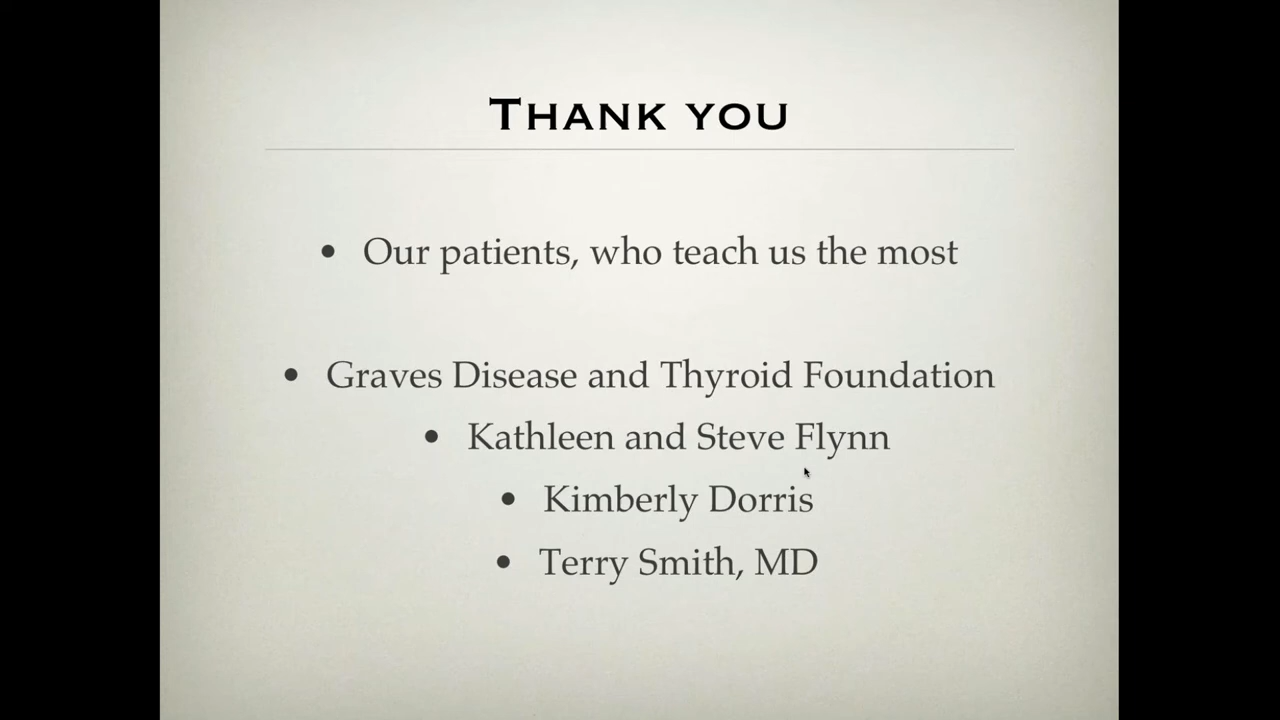 THANK YOU
• Our patients, who teach us the most
• Graves Disease and Thyroid Foundation
• Kathleen and Steve Flynn
• Kimberly Dorris
• Terry Smith, MD